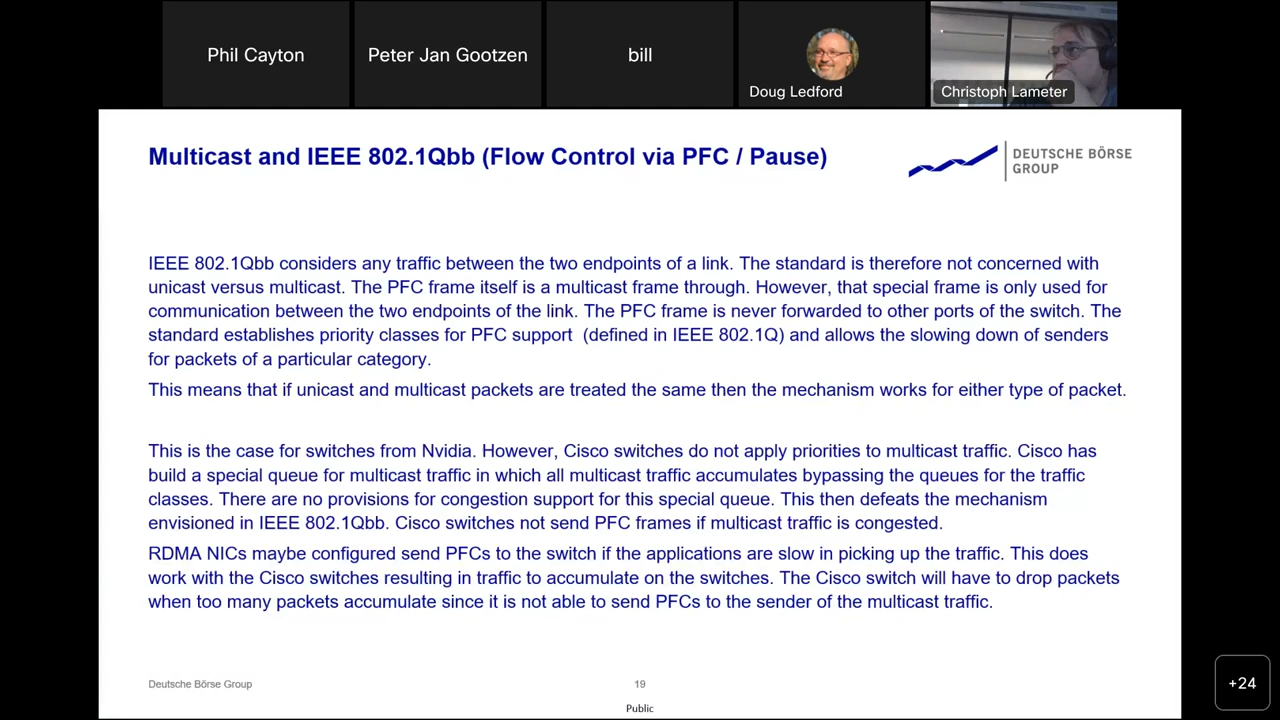 Phil Cayton
Peter Jan Gootzen
bill
Doug Ledford
Christoph Lameter
Multicast and IEEE 802.1Qbb (Flow Control via PFC / Pause)
DEUTSCHE BÖRSE
GROUP
IEEE 802.1Qbb considers any traffic between the two endpoints of a link. The standard is therefore not concerned with
unicast versus multicast. The PFC frame itself is a multicast frame through. However, that special frame is only used for
communication between the two endpoints of the link. The PFC frame is never forwarded to other ports of the switch. The
standard establishes priority classes for PFC support (defined in IEEE 802.1Q) and allows the slowing down of senders
for packets of a particular category.
This means that if unicast and multicast packets are treated the same then the mechanism works for either type of packet.
This is the case for switches from Nvidia. However, Cisco switches do not apply priorities to multicast traffic. Cisco has
build a special queue for multicast traffic in which all multicast traffic accumulates bypassing the queues for the traffic
classes. There are no provisions for congestion support for this special queue. This then defeats the mechanism
envisioned in IEEE 802.1Qbb. Cisco switches not send PFC frames if multicast traffic is congested.
RDMA NICs maybe configured send PFCs to the switch if the applications are slow in picking up the traffic. This does
work with the Cisco switches resulting in traffic to accumulate on the switches. The Cisco switch will have to drop packets
when too many packets accumulate since it is not able to send PFCs to the sender of the multicast traffic.
Deutsche Börse Group
19
Public
+24